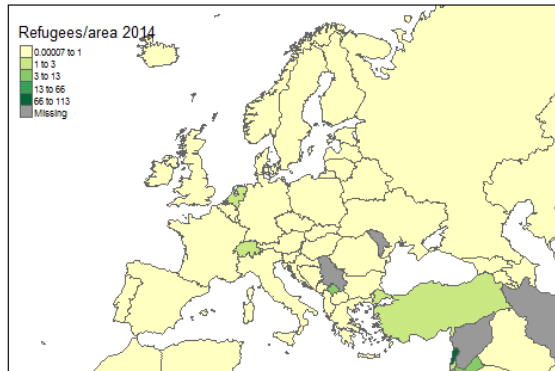 Refugees/area 2014
0.00007 to 1
1 to 3
3 to 13
13 to 66
66 to 113
Missing